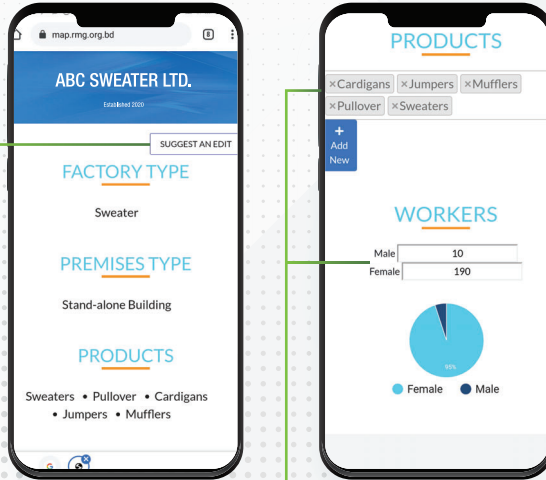 map.rmg.org.bd
8
ABC SWEATER LTD.
Established 2020
SUGGEST AN EDIT
FACTORY TYPE
Sweater
PREMISES TYPE
Stand-alone Building
PRODUCTS
Sweaters • Pullover • Cardigans
• Jumpers • Mufflers
G
PRODUCTS
×Cardigans ×Jumpers ×Mufflers
×Pullover ×Sweaters
+
Add
New
WORKERS
Male 10
Female 190
95%
Female Male